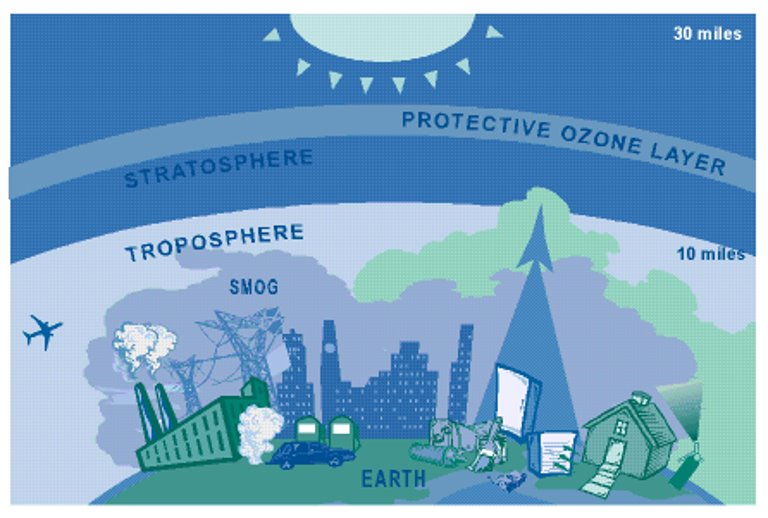 30 miles
PROTECTIVE OZONE LAYER
STRATOSPHERE
TROPOSPHERE
10 miles
SMOG
EARTH